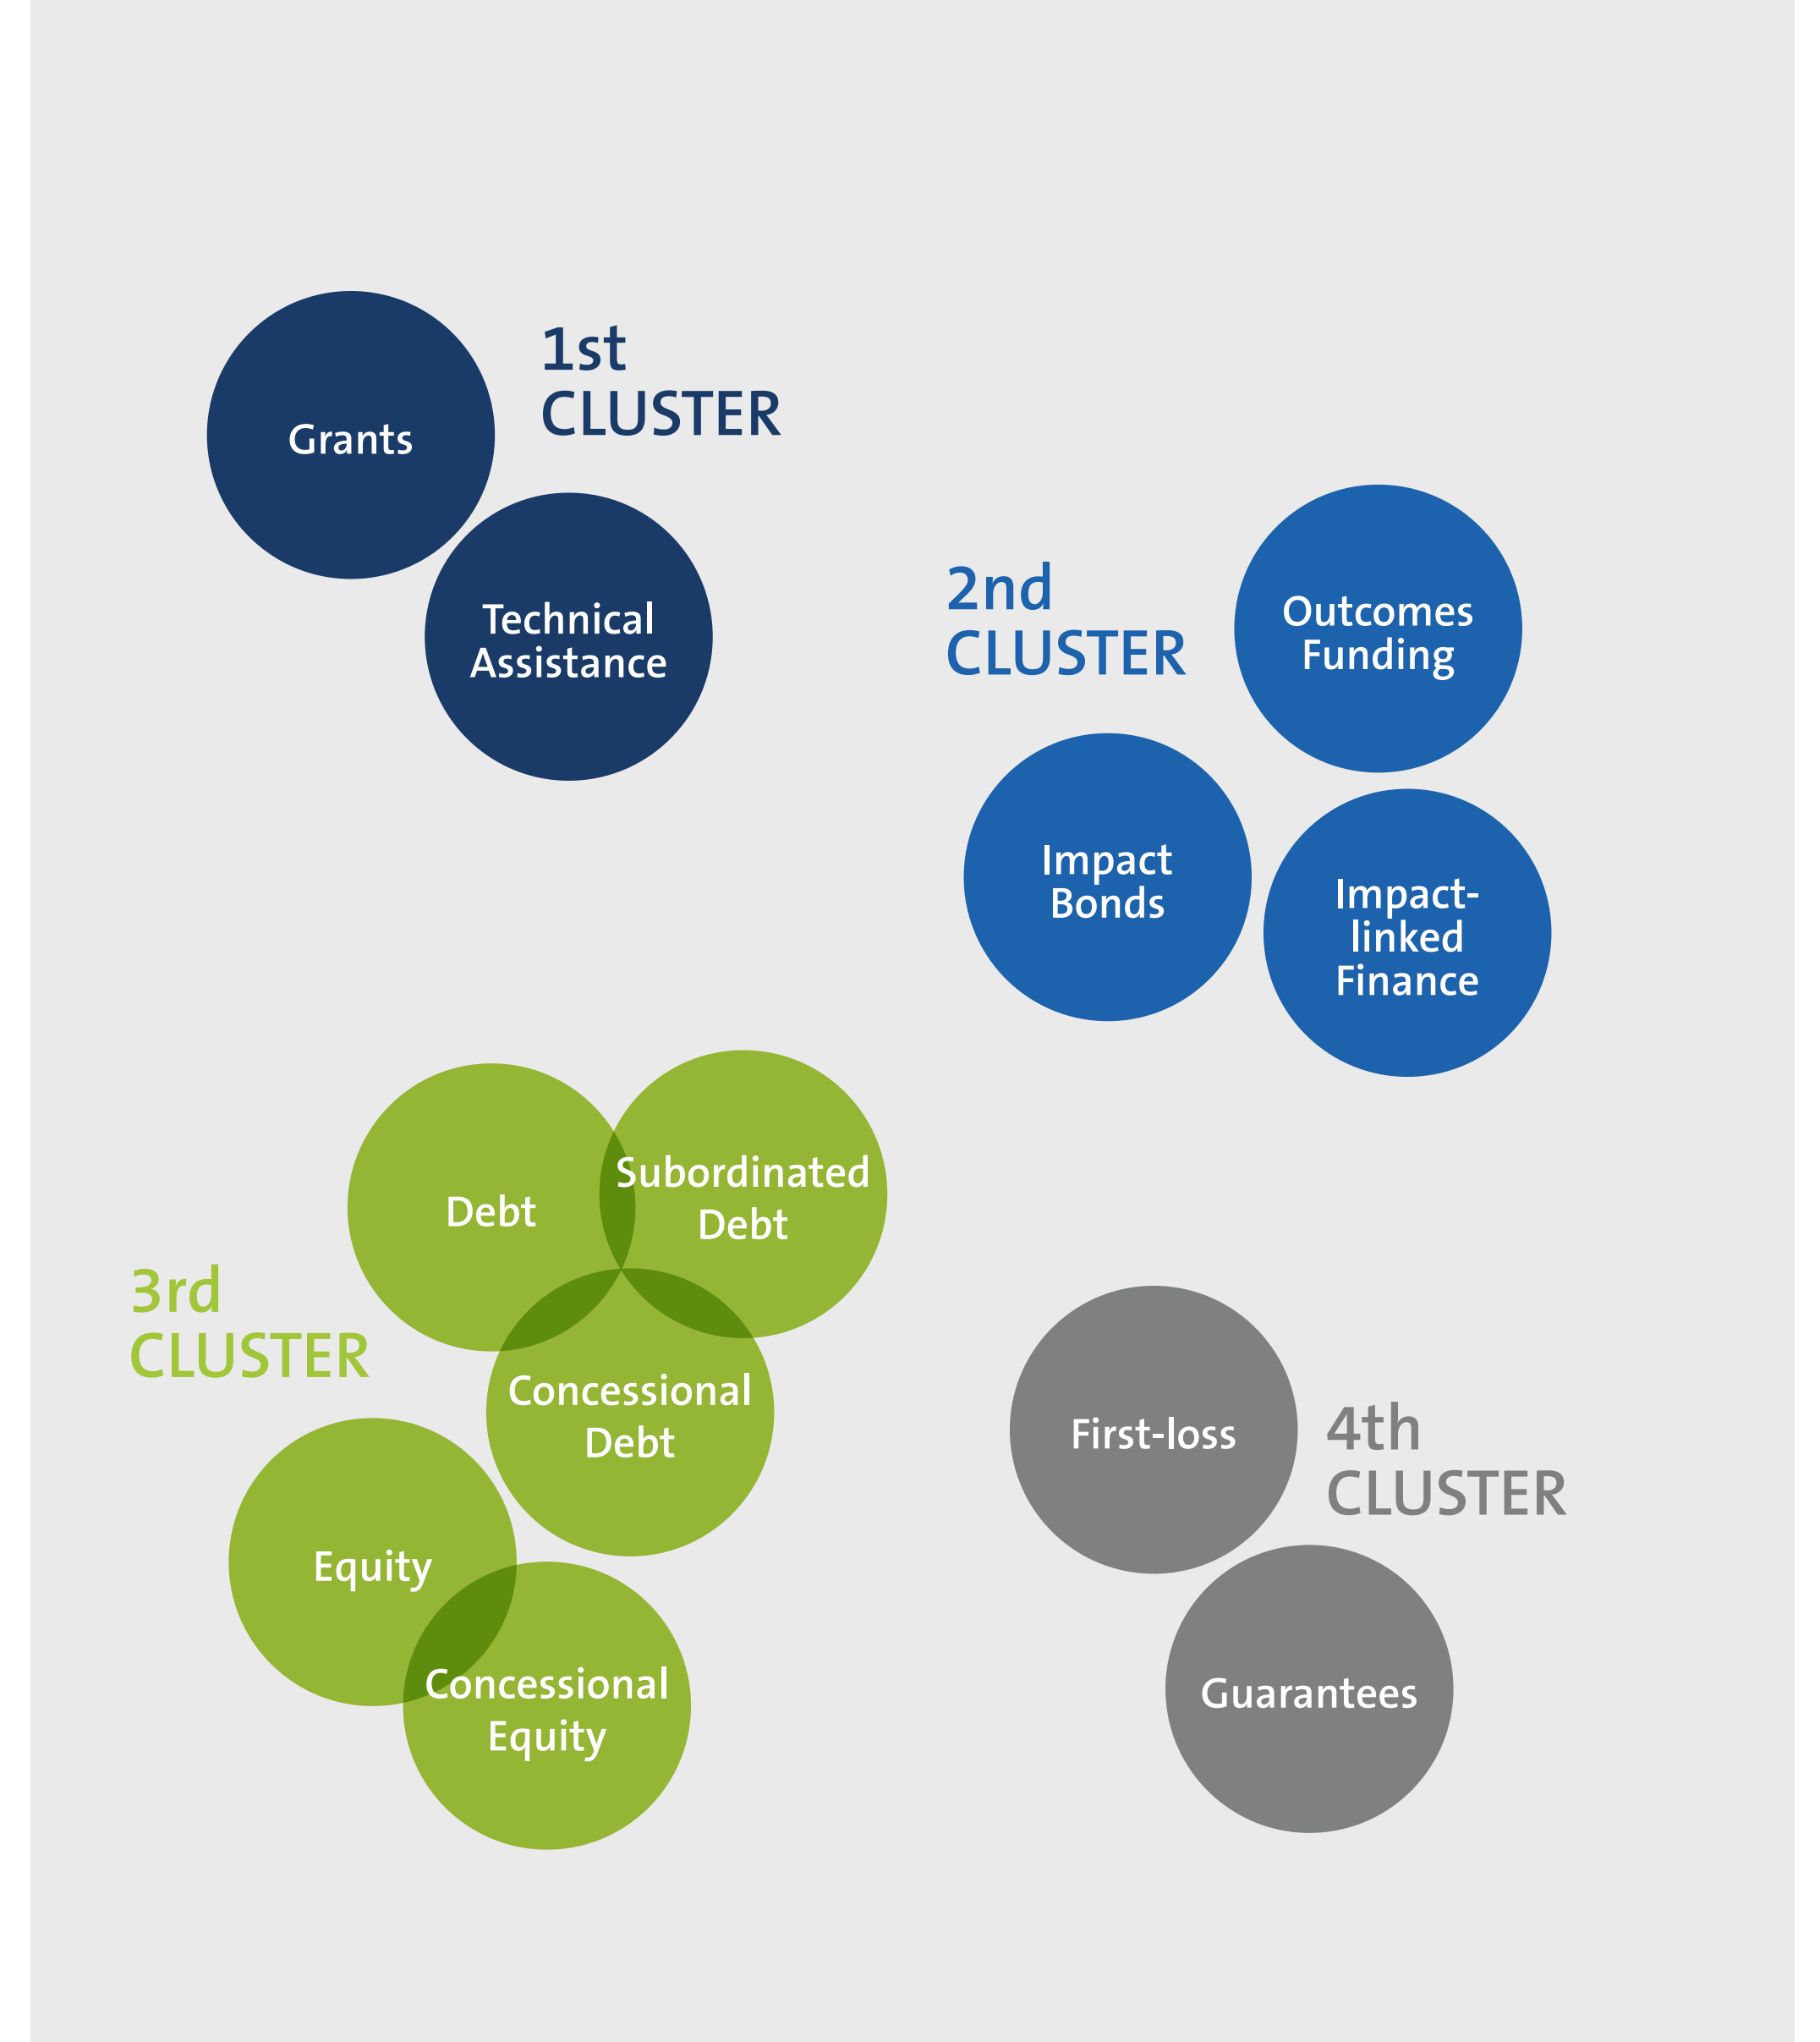 1st
CLUSTER
Grants
Technical
Assistance
2nd
CLUSTER
Outcomes
Funding
Impact
Bonds
Impact-
linked
Finance
3rd
CLUSTER
Debt
Subordinated
Debt
Concessional
Debt
Equity
Concessional
Equity
4th
CLUSTER
First-loss
Guarantees